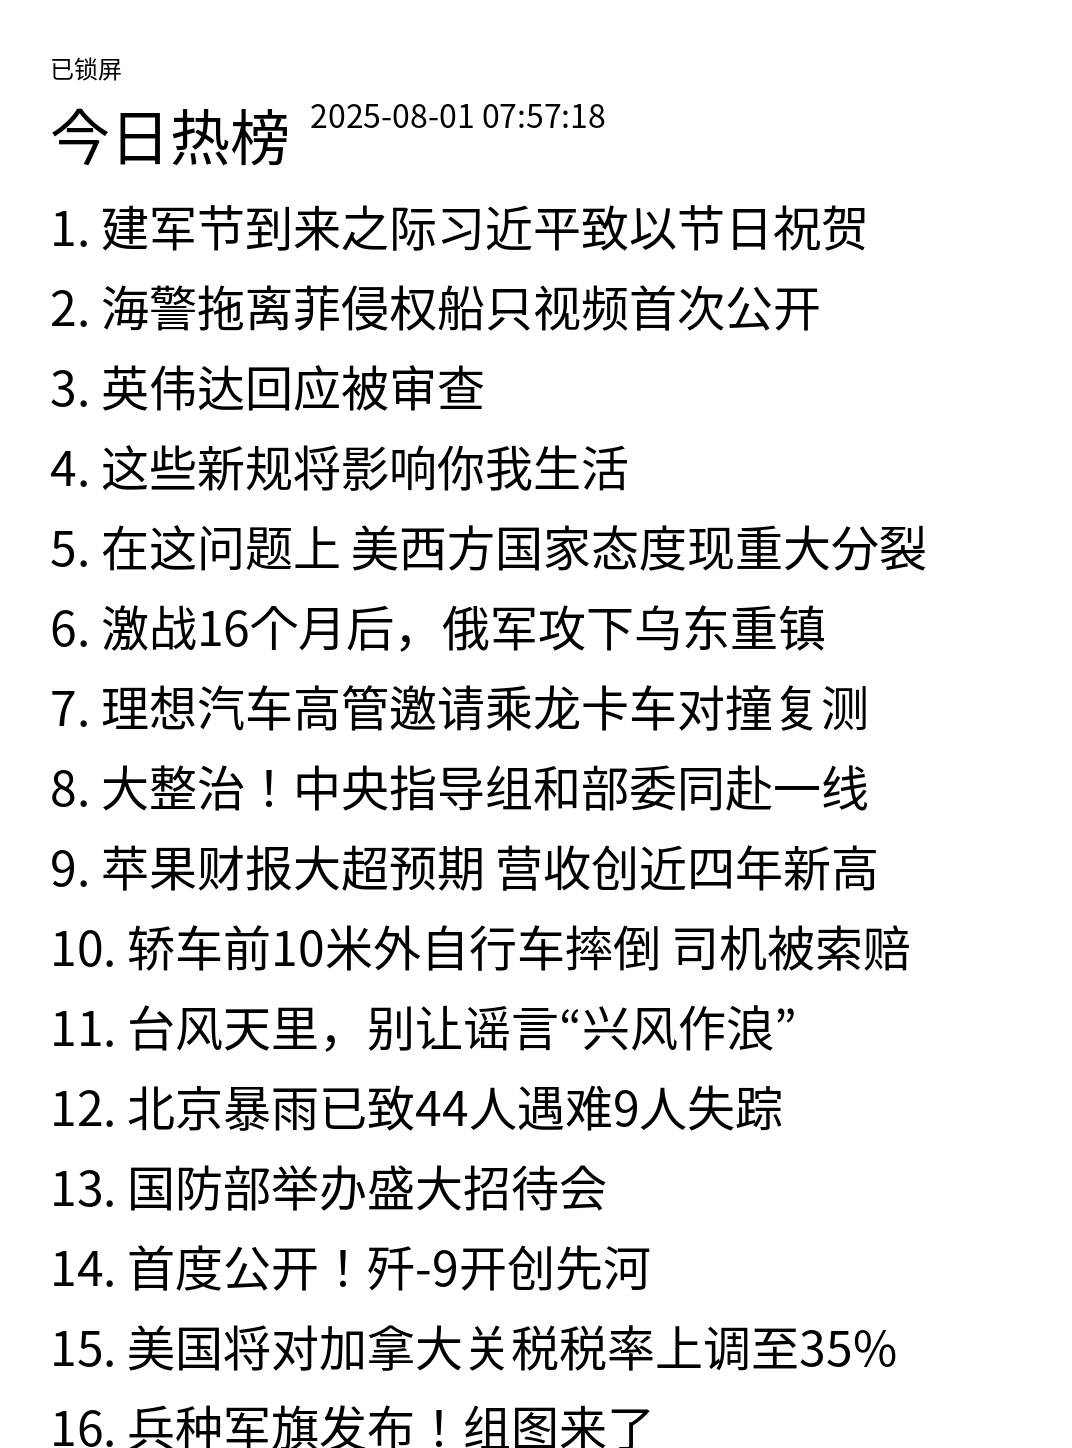 已锁屏
今日热榜 2025-08-01 07:57:18
1. 建军节到来之际习近平致以节日祝贺
2. 海警拖离菲侵权船只视频首次公开
3. 英伟达回应被审查
4. 这些新规将影响你我生活
5. 在这问题上 美西方国家态度现重大分裂
6. 激战16个月后，俄军攻下乌东重镇
7. 理想汽车高管邀请乘龙卡车对撞复测
8. 大整治！中央指导组和部委同赴一线
9. 苹果财报大超预期 营收创近四年新高
10. 轿车前10米外自行车摔倒 司机被索赔
11. 台风天里，别让谣言“兴风作浪”
12. 北京暴雨已致44人遇难9人失踪
13. 国防部举办盛大招待会
14. 首度公开！歼-9开创先河
15. 美国将对加拿大关税税率上调至35%
16. 兵种军旗发布！组图来了